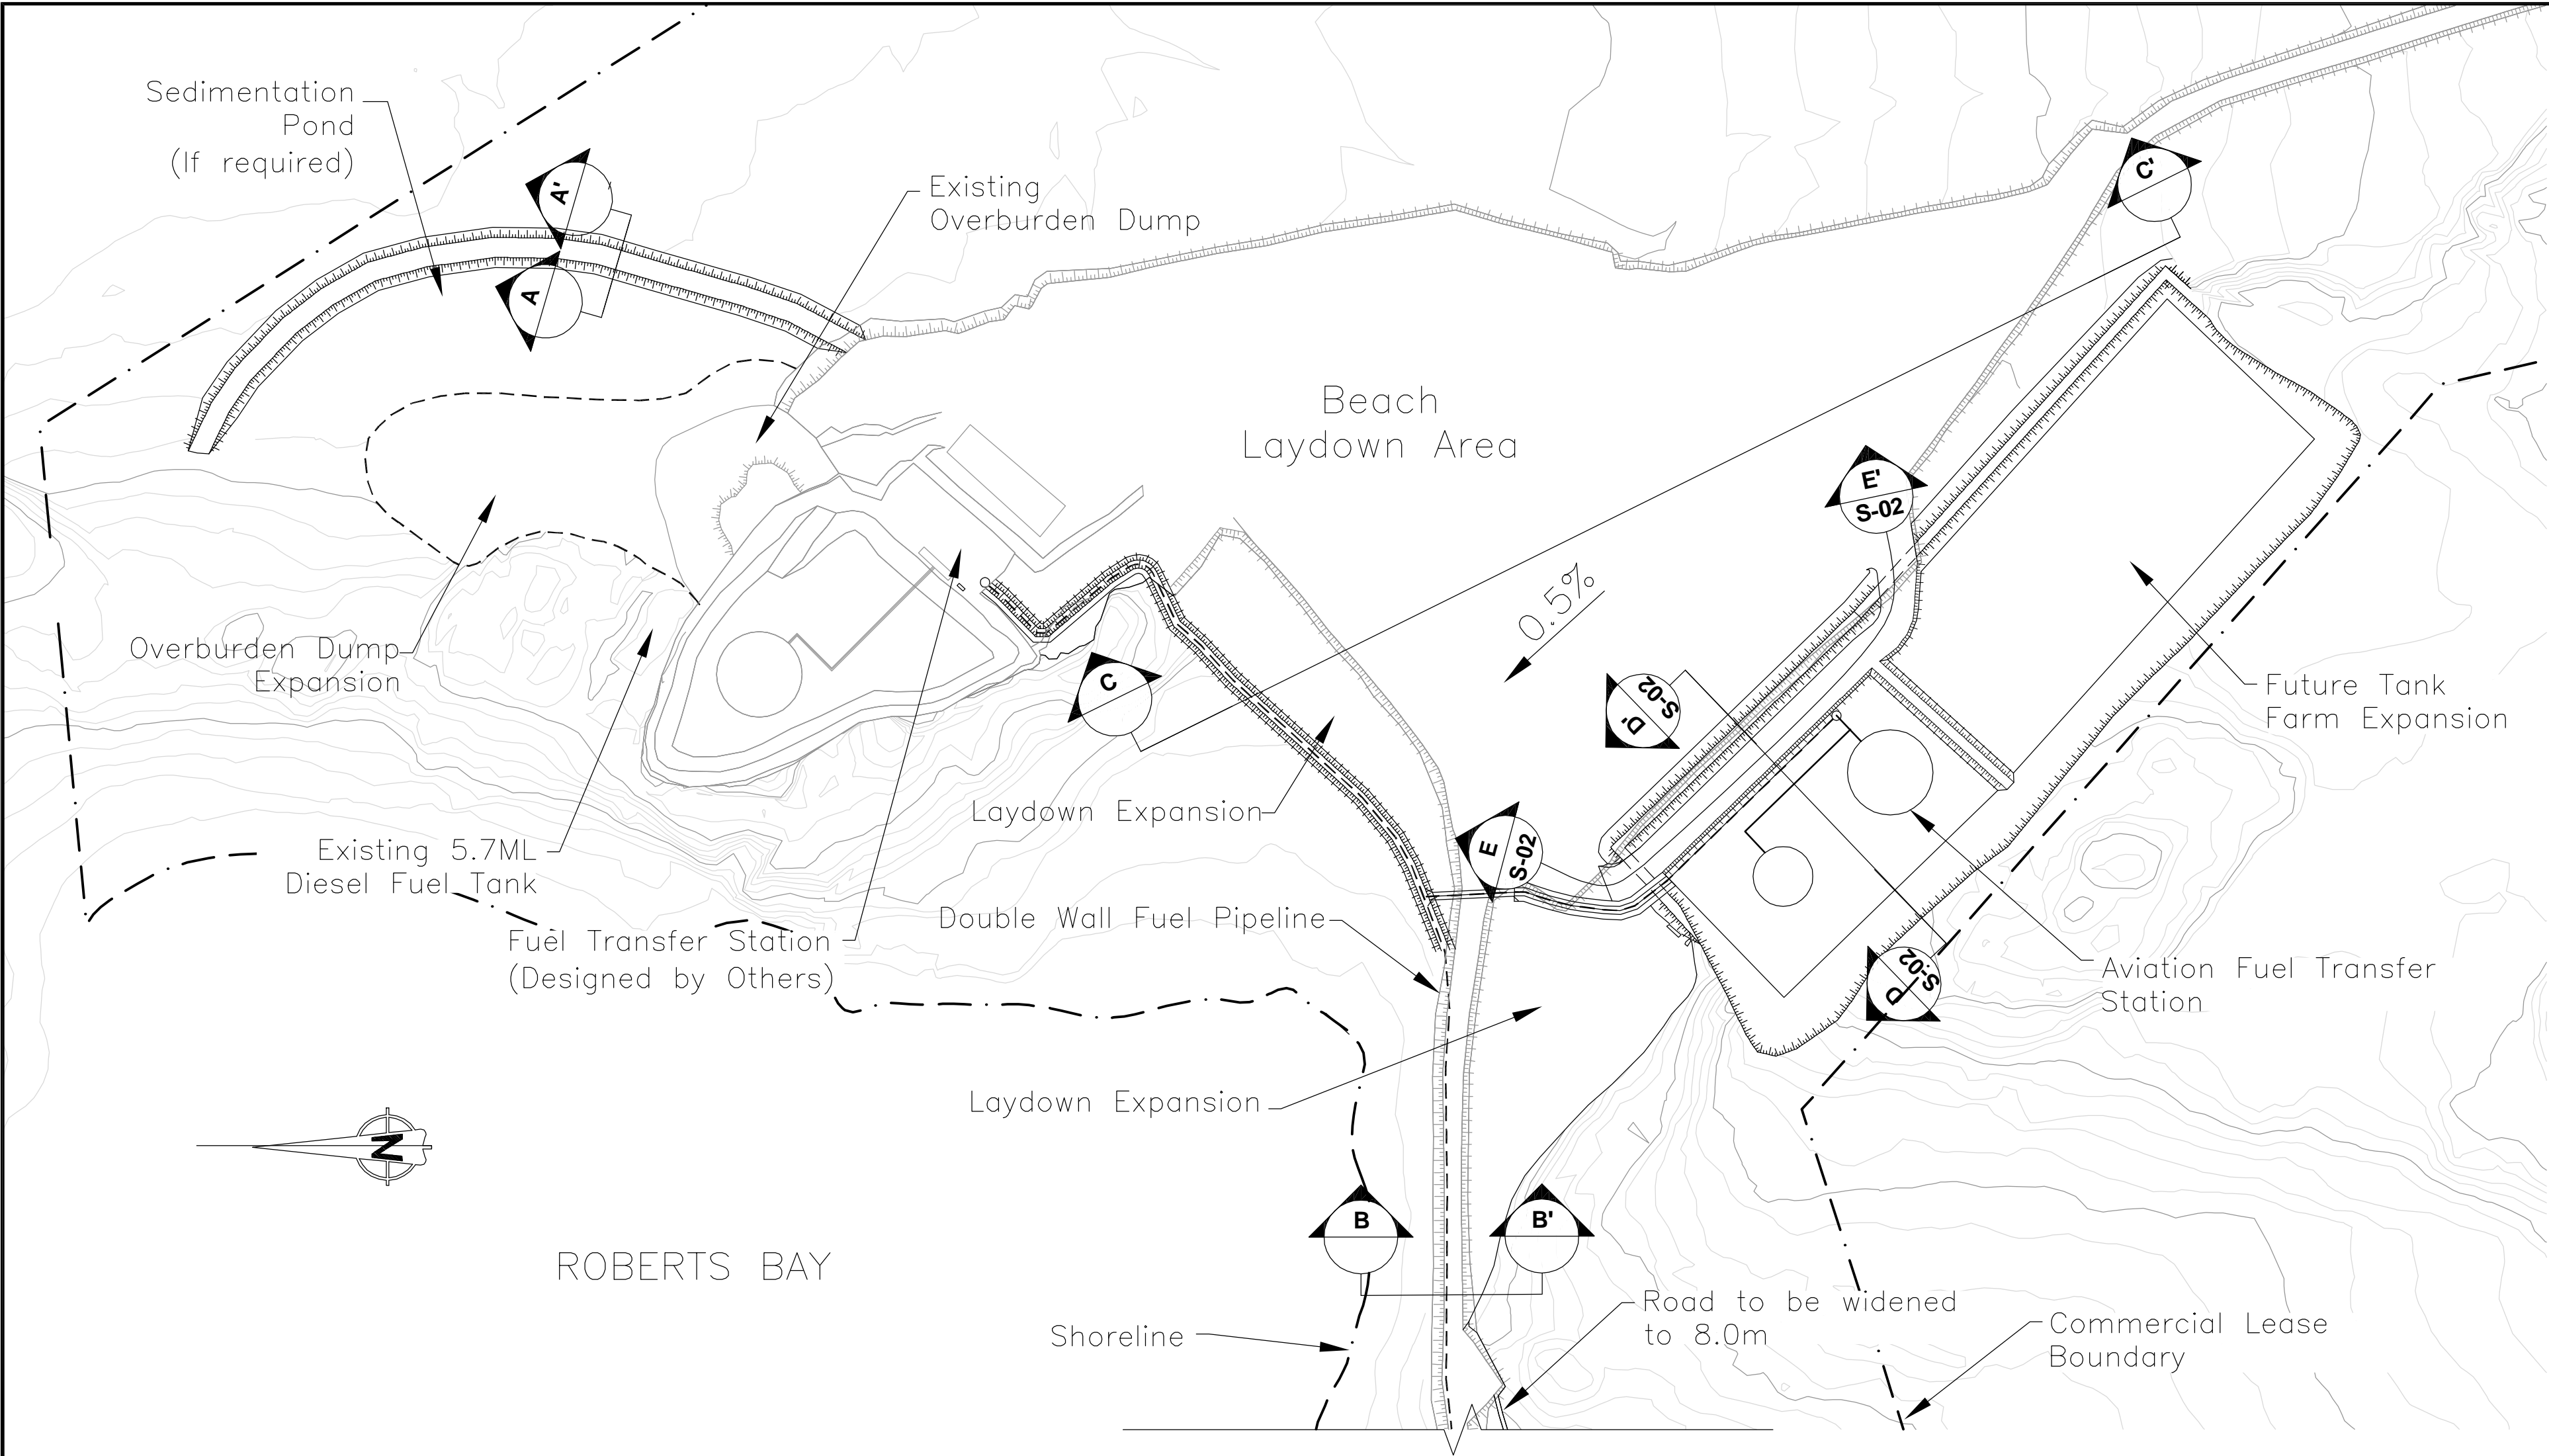 Sedimentation
Pond
(If required)
A'
A
Existing
Overburden Dump
C'
Beach
Laydown Area
E'
S-02
0.5%
Overburden Dump
Expansion
C
D'
S-02
Future Tank
Farm Expansion
Laydown Expansion
E
S-02
Existing 5.7ML
Diesel Fuel Tank
Double Wall Fuel Pipeline
Fuel Transfer Station
(Designed by Others)
D
S-02
Aviation Fuel Transfer
Station
Laydown Expansion
N
B
B'
ROBERTS BAY
Shoreline
Road to be widened
to 8.0m
Commercial Lease
Boundary